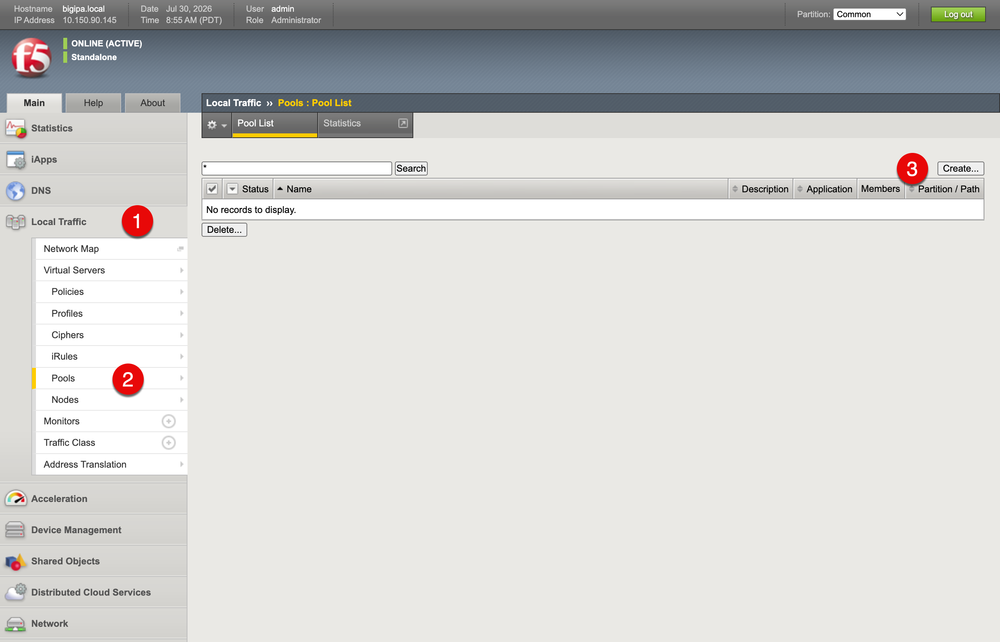 Hostname bigipa.local Date Jul 30, 2026 User admin
IP Address 10.150.90.145 Time 8:55 AM (PDT) Role Administrator
Partition: Common Log out
f5
ONLINE (ACTIVE)
Standalone
Main Help About
Local Traffic ›› Pools : Pool List
Pool List Statistics
Statistics
iApps
DNS
Local Traffic 1
Network Map
Virtual Servers
Policies
Profiles
Ciphers
iRules
Pools 2
Nodes
Monitors
Traffic Class
Address Translation
Acceleration
Device Management
Shared Objects
Distributed Cloud Services
Network
* Search 3 Create...
Status Name Description Application Members Partition / Path
No records to display.
Delete...